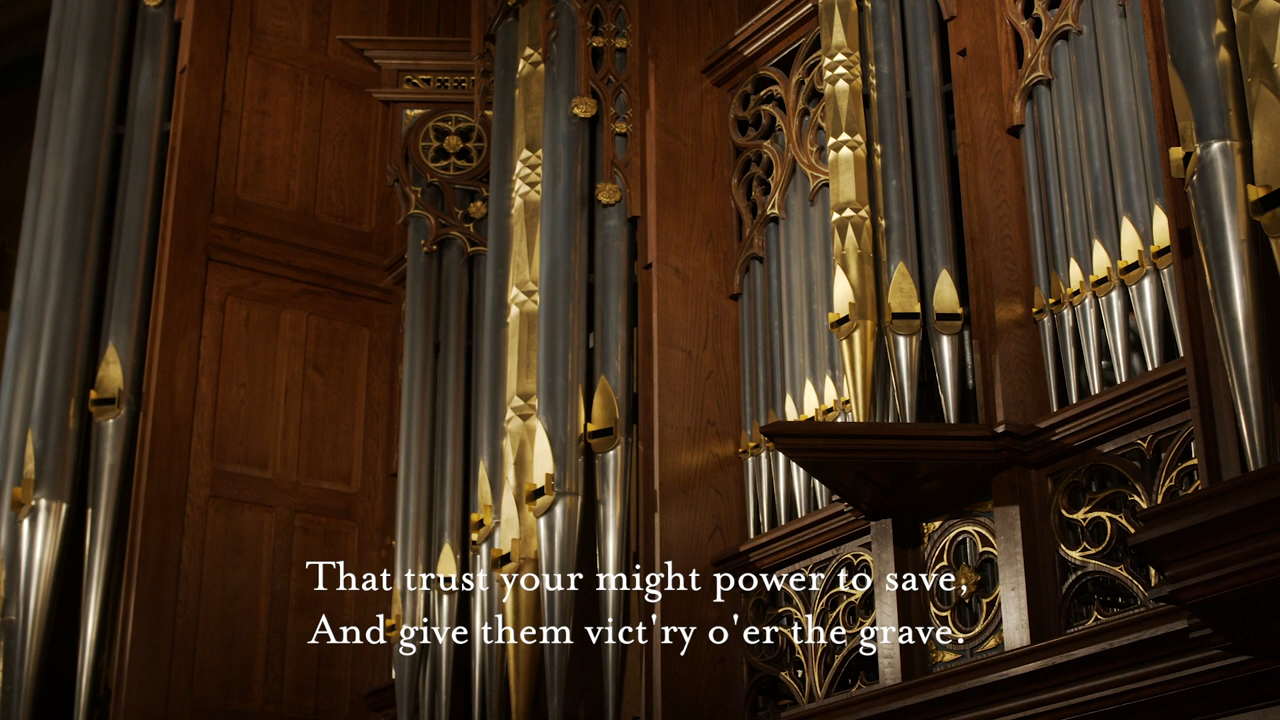 That trust your might power to save,
And give them vict'ry o'er the grave.